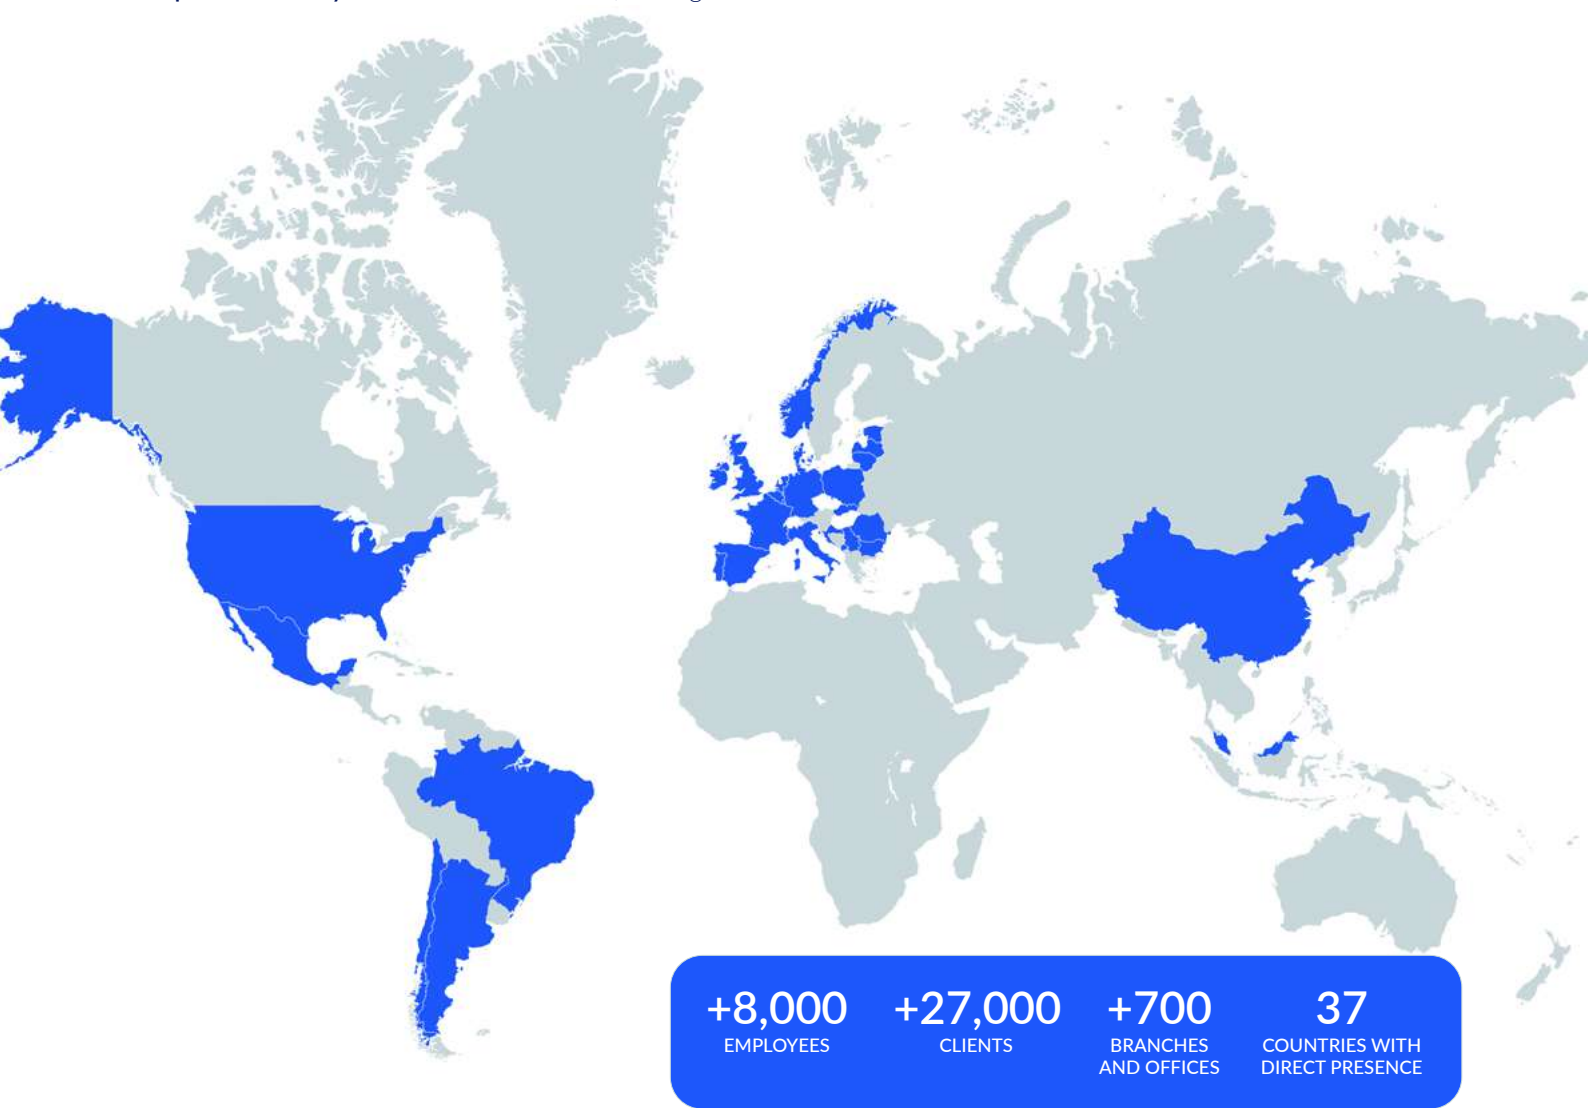 +8,000
EMPLOYEES
+27,000
CLIENTS
+700
BRANCHES
AND OFFICES
37
COUNTRIES WITH
DIRECT PRESENCE